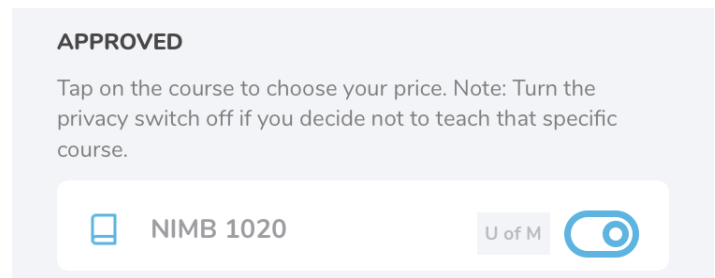 APPROVED
Tap on the course to choose your price. Note: Turn the
privacy switch off if you decide not to teach that specific
course.
NIMB 1020 U of M